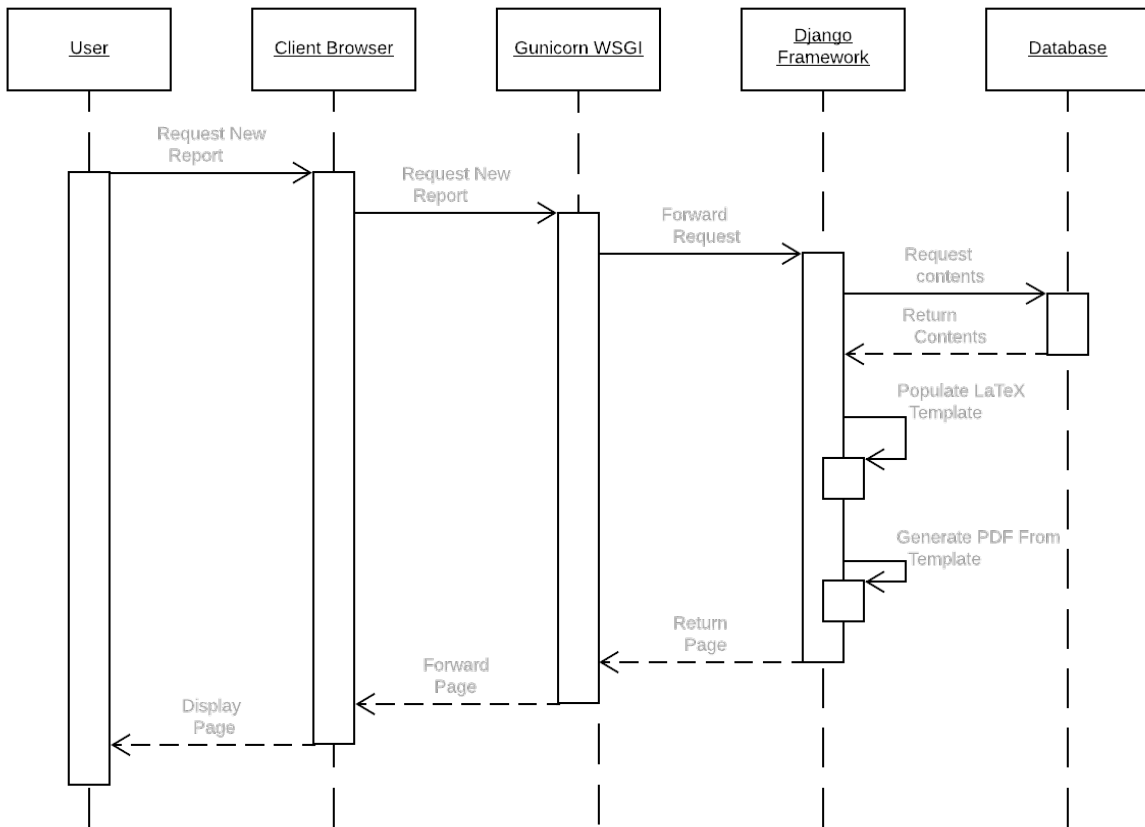 User
Client Browser
Gunicorn WSGI
Django
Framework
Database
Request New
Report
Request New
Report
Forward
Request
Request
contents
Return
Contents
Populate LaTeX
Template
Generate PDF From
Template
Return
Page
Forward
Page
Display
Page